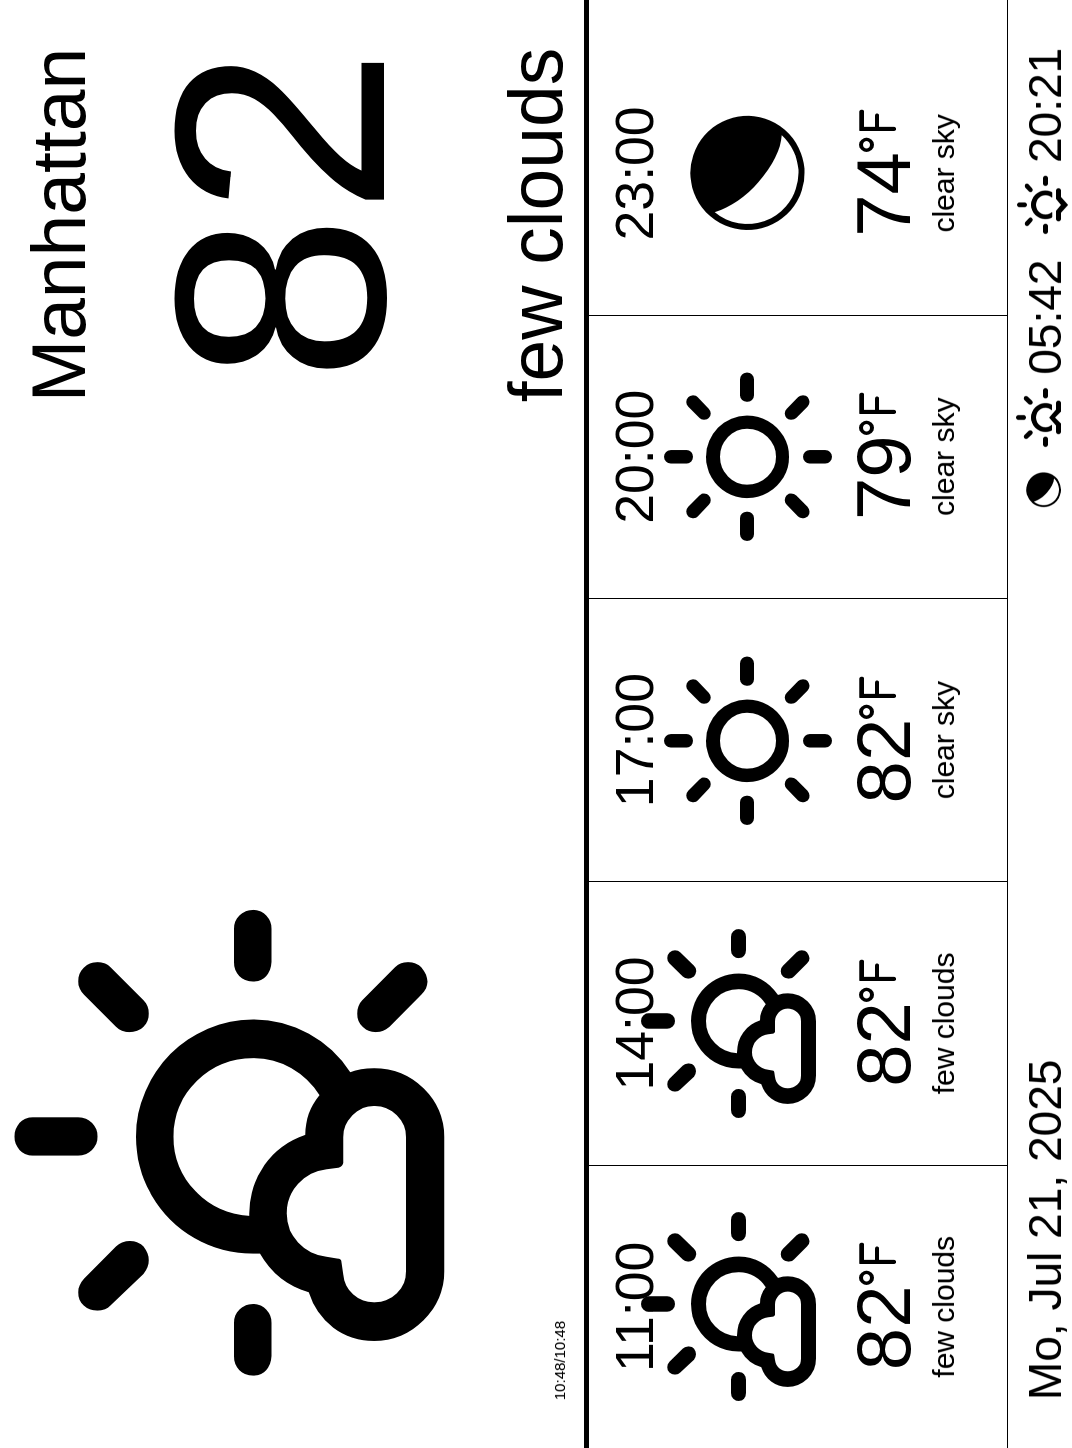 Manhattan
82
few clouds
10:48/10:48
11:00 14:00 17:00 20:00 23:00
82°F 82°F 82°F 79°F 74°F
few clouds few clouds clear sky clear sky clear sky
Mo, Jul 21, 2025 05:42 20:21